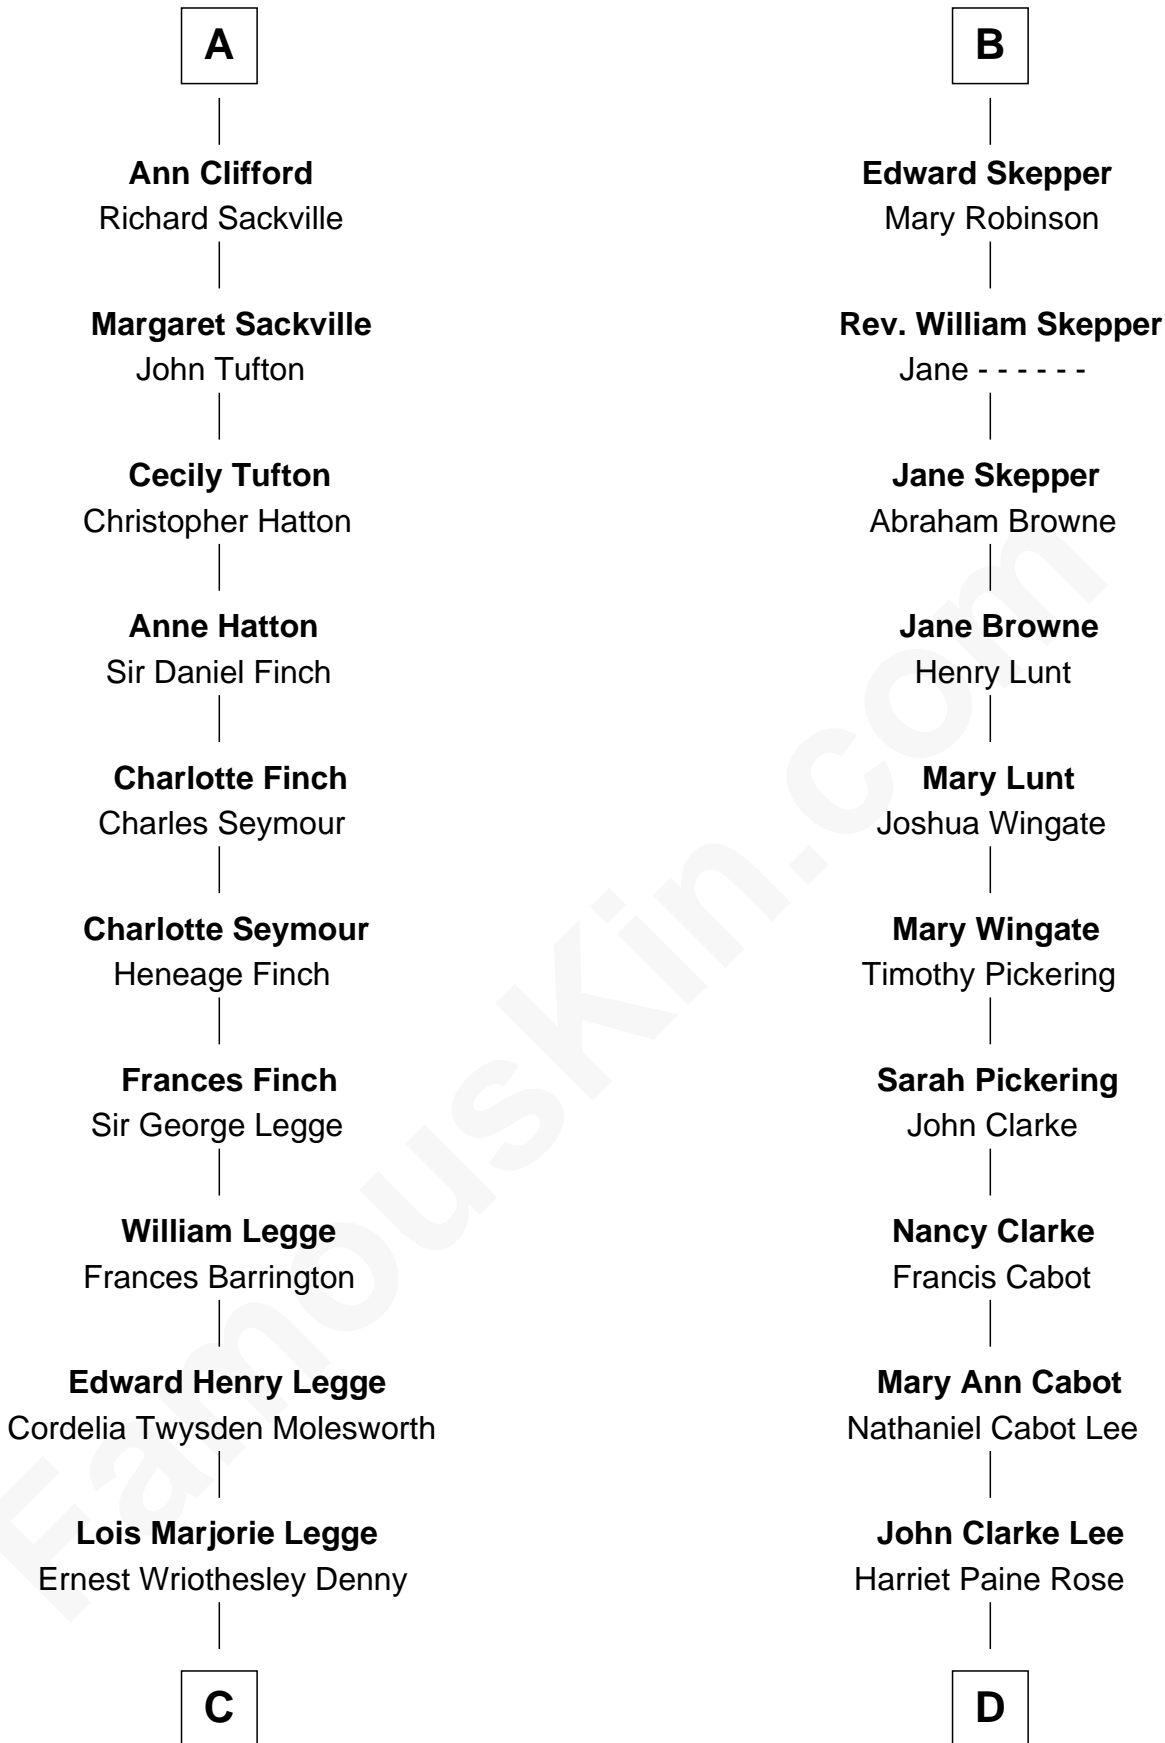 A
Ann Clifford
Richard Sackville
Margaret Sackville
John Tufton
Cecily Tufton
Christopher Hatton
Anne Hatton
Sir Daniel Finch
Charlotte Finch
Charles Seymour
Charlotte Seymour
Heneage Finch
Frances Finch
Sir George Legge
William Legge
Frances Barrington
Edward Henry Legge
Cordelia Twysden Molesworth
Lois Marjorie Legge
Ernest Wriothesley Denny
C
B
Edward Skepper
Mary Robinson
Rev. William Skepper
Jane - - - - - -
Jane Skepper
Abraham Browne
Jane Browne
Henry Lunt
Mary Lunt
Joshua Wingate
Mary Wingate
Timothy Pickering
Sarah Pickering
John Clarke
Nancy Clarke
Francis Cabot
Mary Ann Cabot
Nathaniel Cabot Lee
John Clarke Lee
Harriet Paine Rose
D
FamousKin.com